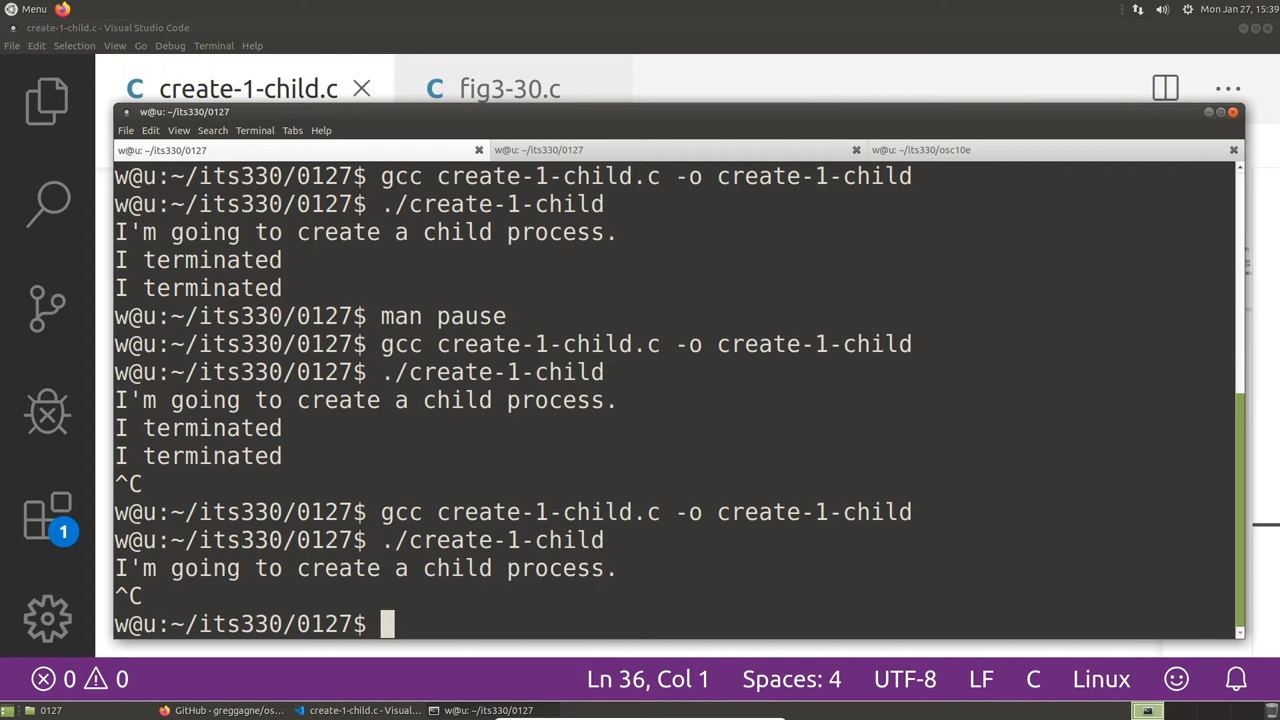 Menu
Mon Jan 27, 15:39
create-1-child.c - Visual Studio Code
File Edit Selection View Go Debug Terminal Help
C create-1-child.c
C fig3-30.c
w@u: ~/its330/0127
File Edit View Search Terminal Tabs Help
w@u: ~/its330/0127
w@u: ~/its330/0127
w@u: ~/its330/osc10e
w@u:~/its330/0127$ gcc create-1-child.c -o create-1-child
w@u:~/its330/0127$ ./create-1-child
I'm going to create a child process.
I terminated
I terminated
w@u:~/its330/0127$ man pause
w@u:~/its330/0127$ gcc create-1-child.c -o create-1-child
w@u:~/its330/0127$ ./create-1-child
I'm going to create a child process.
I terminated
I terminated
^C
w@u:~/its330/0127$ gcc create-1-child.c -o create-1-child
w@u:~/its330/0127$ ./create-1-child
I'm going to create a child process.
^C
w@u:~/its330/0127$
1
0 0
Ln 36, Col 1 Spaces: 4 UTF-8 LF C Linux
0127
GitHub - greggagne/os...
create-1-child.c - Visual...
w@u: ~/its330/0127